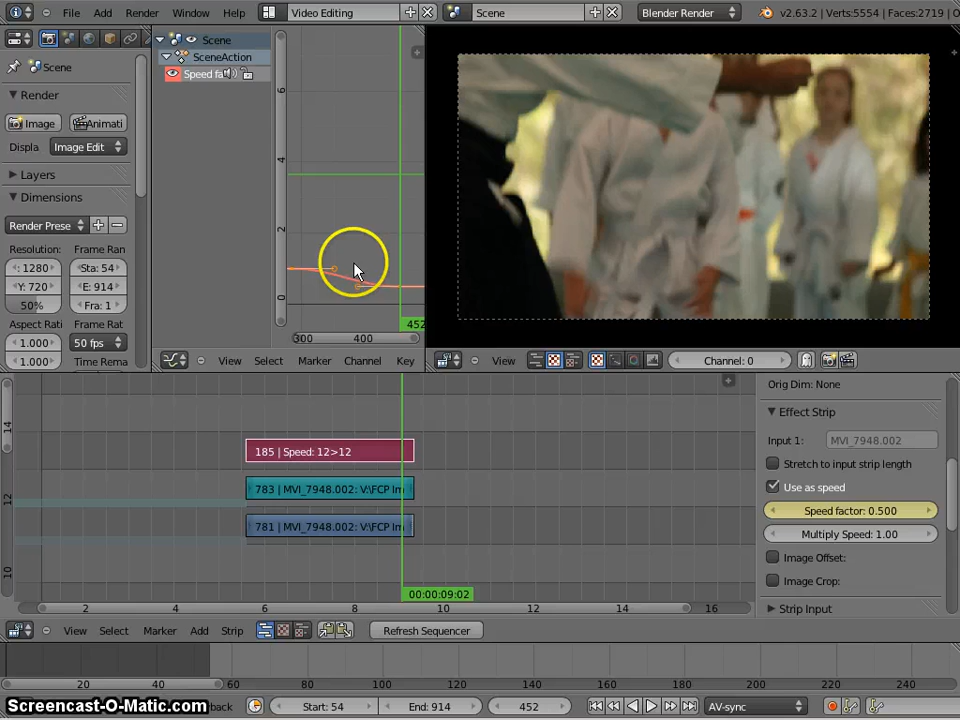 File Add Render Window Help Video Editing Scene Blender Render v2.63.2 | Verts:5554 | Faces:2719 | O
Scene
Render
Image Animati
Displa Image Edit
Layers
Dimensions
Render Prese
Resolution: Frame Ran
: 1280 Sta: 54
Y: 720 E: 914
50% Fra: 1
Aspect Rati Frame Rat
1.000 50 fps
1.000 Time Rema
Scene
SceneAction
Speed fa
6
4
2
0
452
300 400
View Select Marker Channel Key
View Channel: 0
14
12
10
185 | Speed: 12>12
783 | MVI_7948.002: V:\FCP Im
781 | MVI_7948.002: V:\FCP Im
00:00:09:02
2 4 6 8 10 12 14 16
View Select Marker Add Strip Refresh Sequencer
Orig Dim: None
Effect Strip
Input 1: MVI_7948.002
Stretch to input strip length
Use as speed
Speed factor: 0.500
Multiply Speed: 1.00
Image Offset:
Image Crop:
Strip Input
20 40 60 80 100 120 140 160 180 200 220 240
Screencast-O-Matic.com back Start: 54 End: 914 452 AV-sync